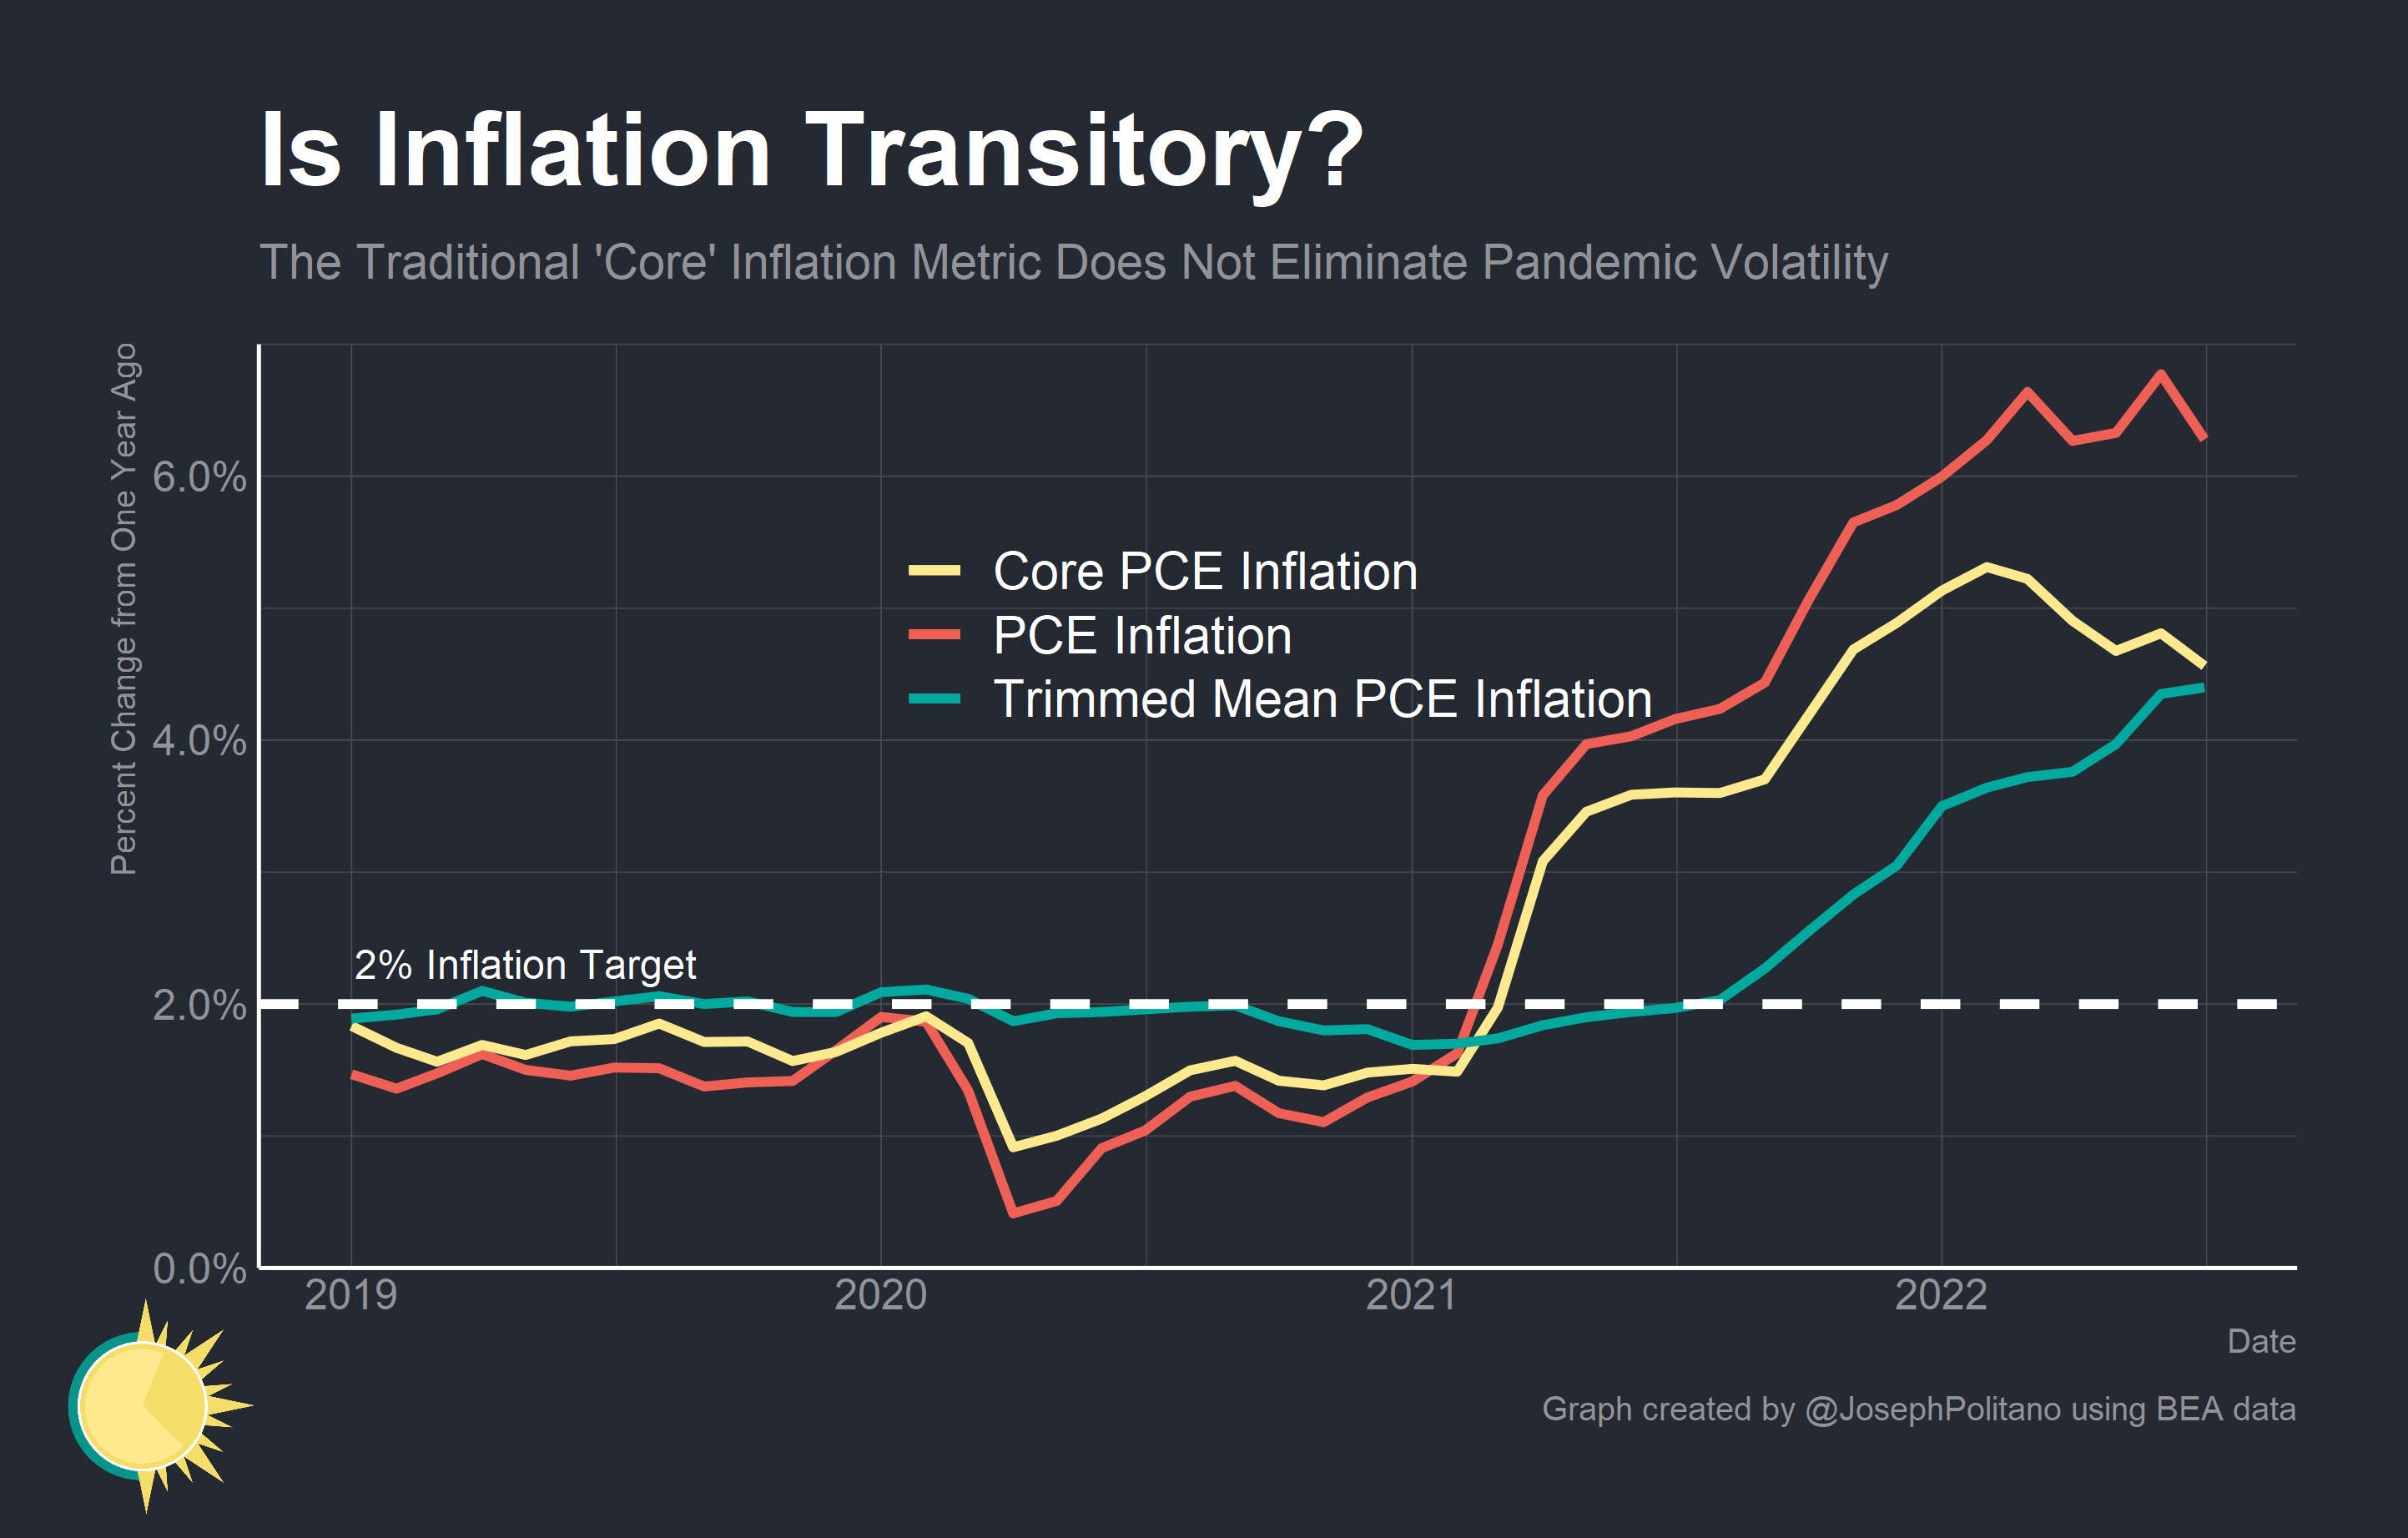 Is Inflation Transitory?
The Traditional 'Core' Inflation Metric Does Not Eliminate Pandemic Volatility
Percent Change from One Year Ago
6.0%
4.0%
2.0%
0.0%
Core PCE Inflation
PCE Inflation
Trimmed Mean PCE Inflation
2% Inflation Target
2019 2020 2021 2022
Date
Graph created by @JosephPolitano using BEA data